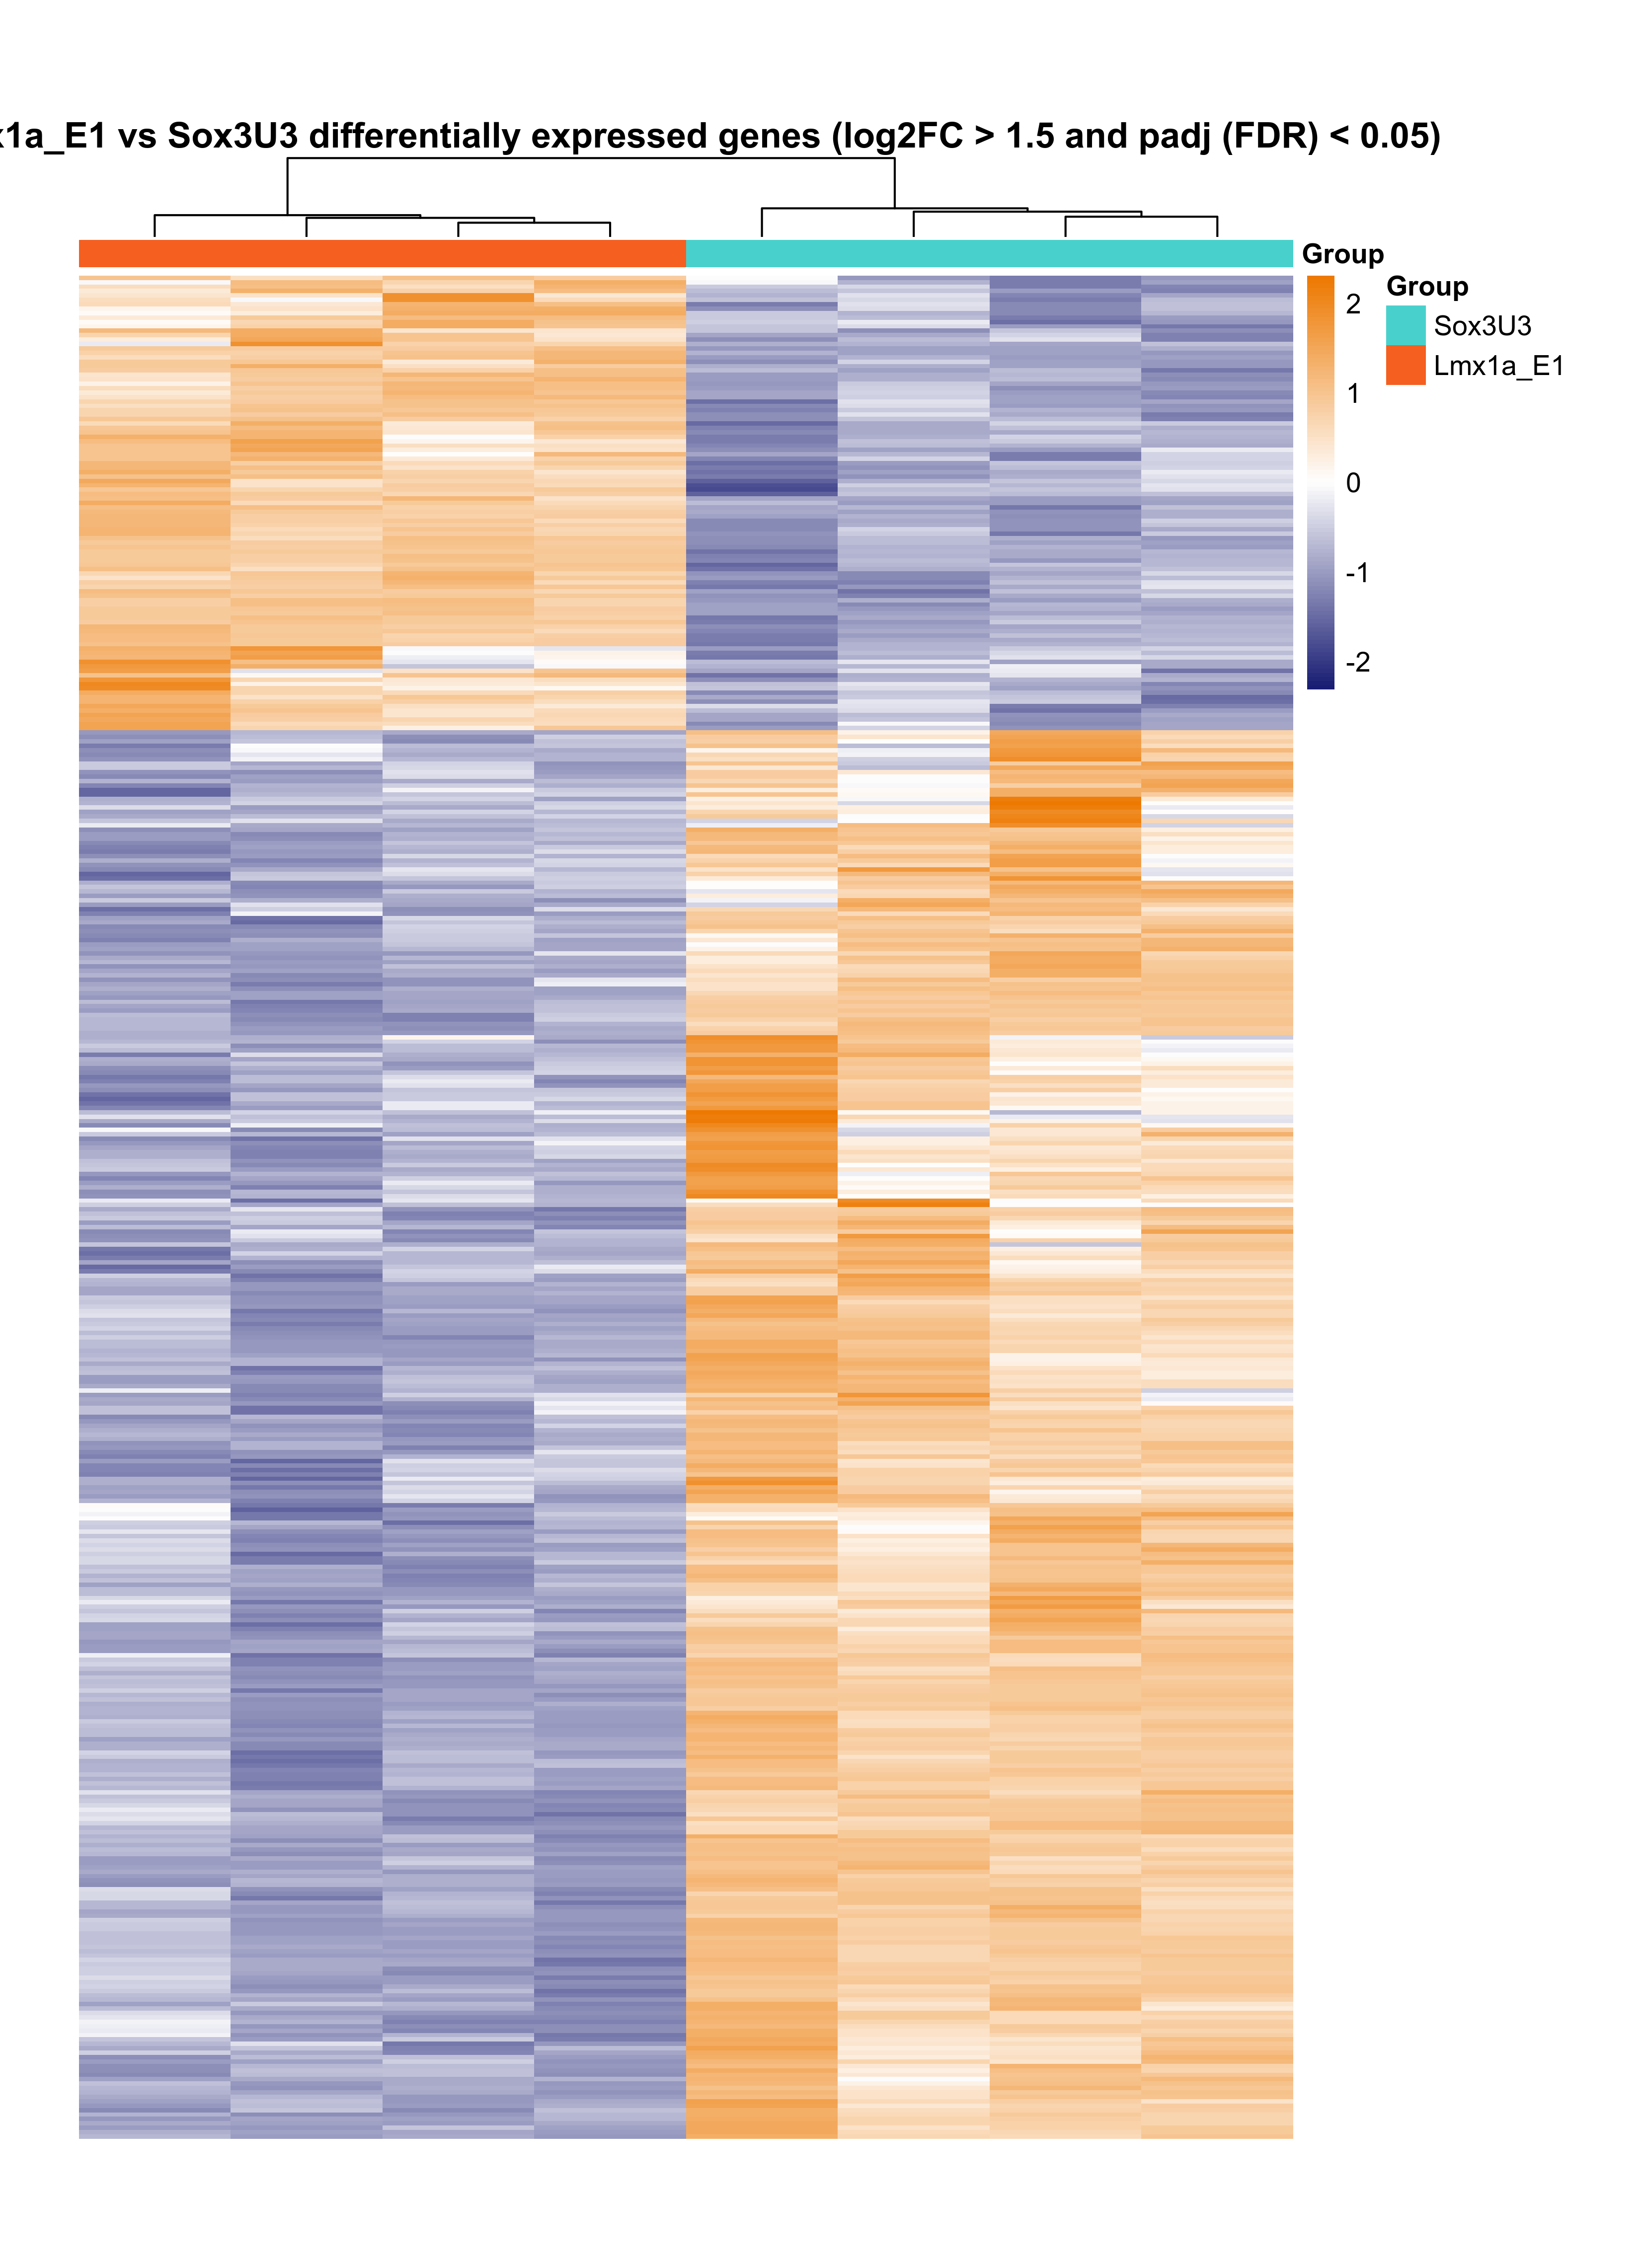 x1a_E1 vs Sox3U3 differentially expressed genes (log2FC > 1.5 and padj (FDR) < 0.05)
Group
2
1
0
-1
-2
Group
Sox3U3
Lmx1a_E1